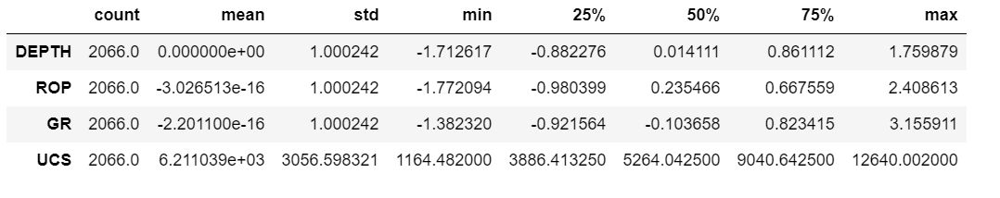 count mean std min 25% 50% 75% max
DEPTH 2066.0 0.000000e+00 1.000242 -1.712617 -0.882276 0.014111 0.861112 1.759879
ROP 2066.0 -3.026513e-16 1.000242 -1.772094 -0.980399 0.235466 0.667559 2.408613
GR 2066.0 -2.201100e-16 1.000242 -1.382320 -0.921564 -0.103658 0.823415 3.155911
UCS 2066.0 6.211039e+03 3056.598321 1164.482000 3886.413250 5264.042500 9040.642500 12640.002000